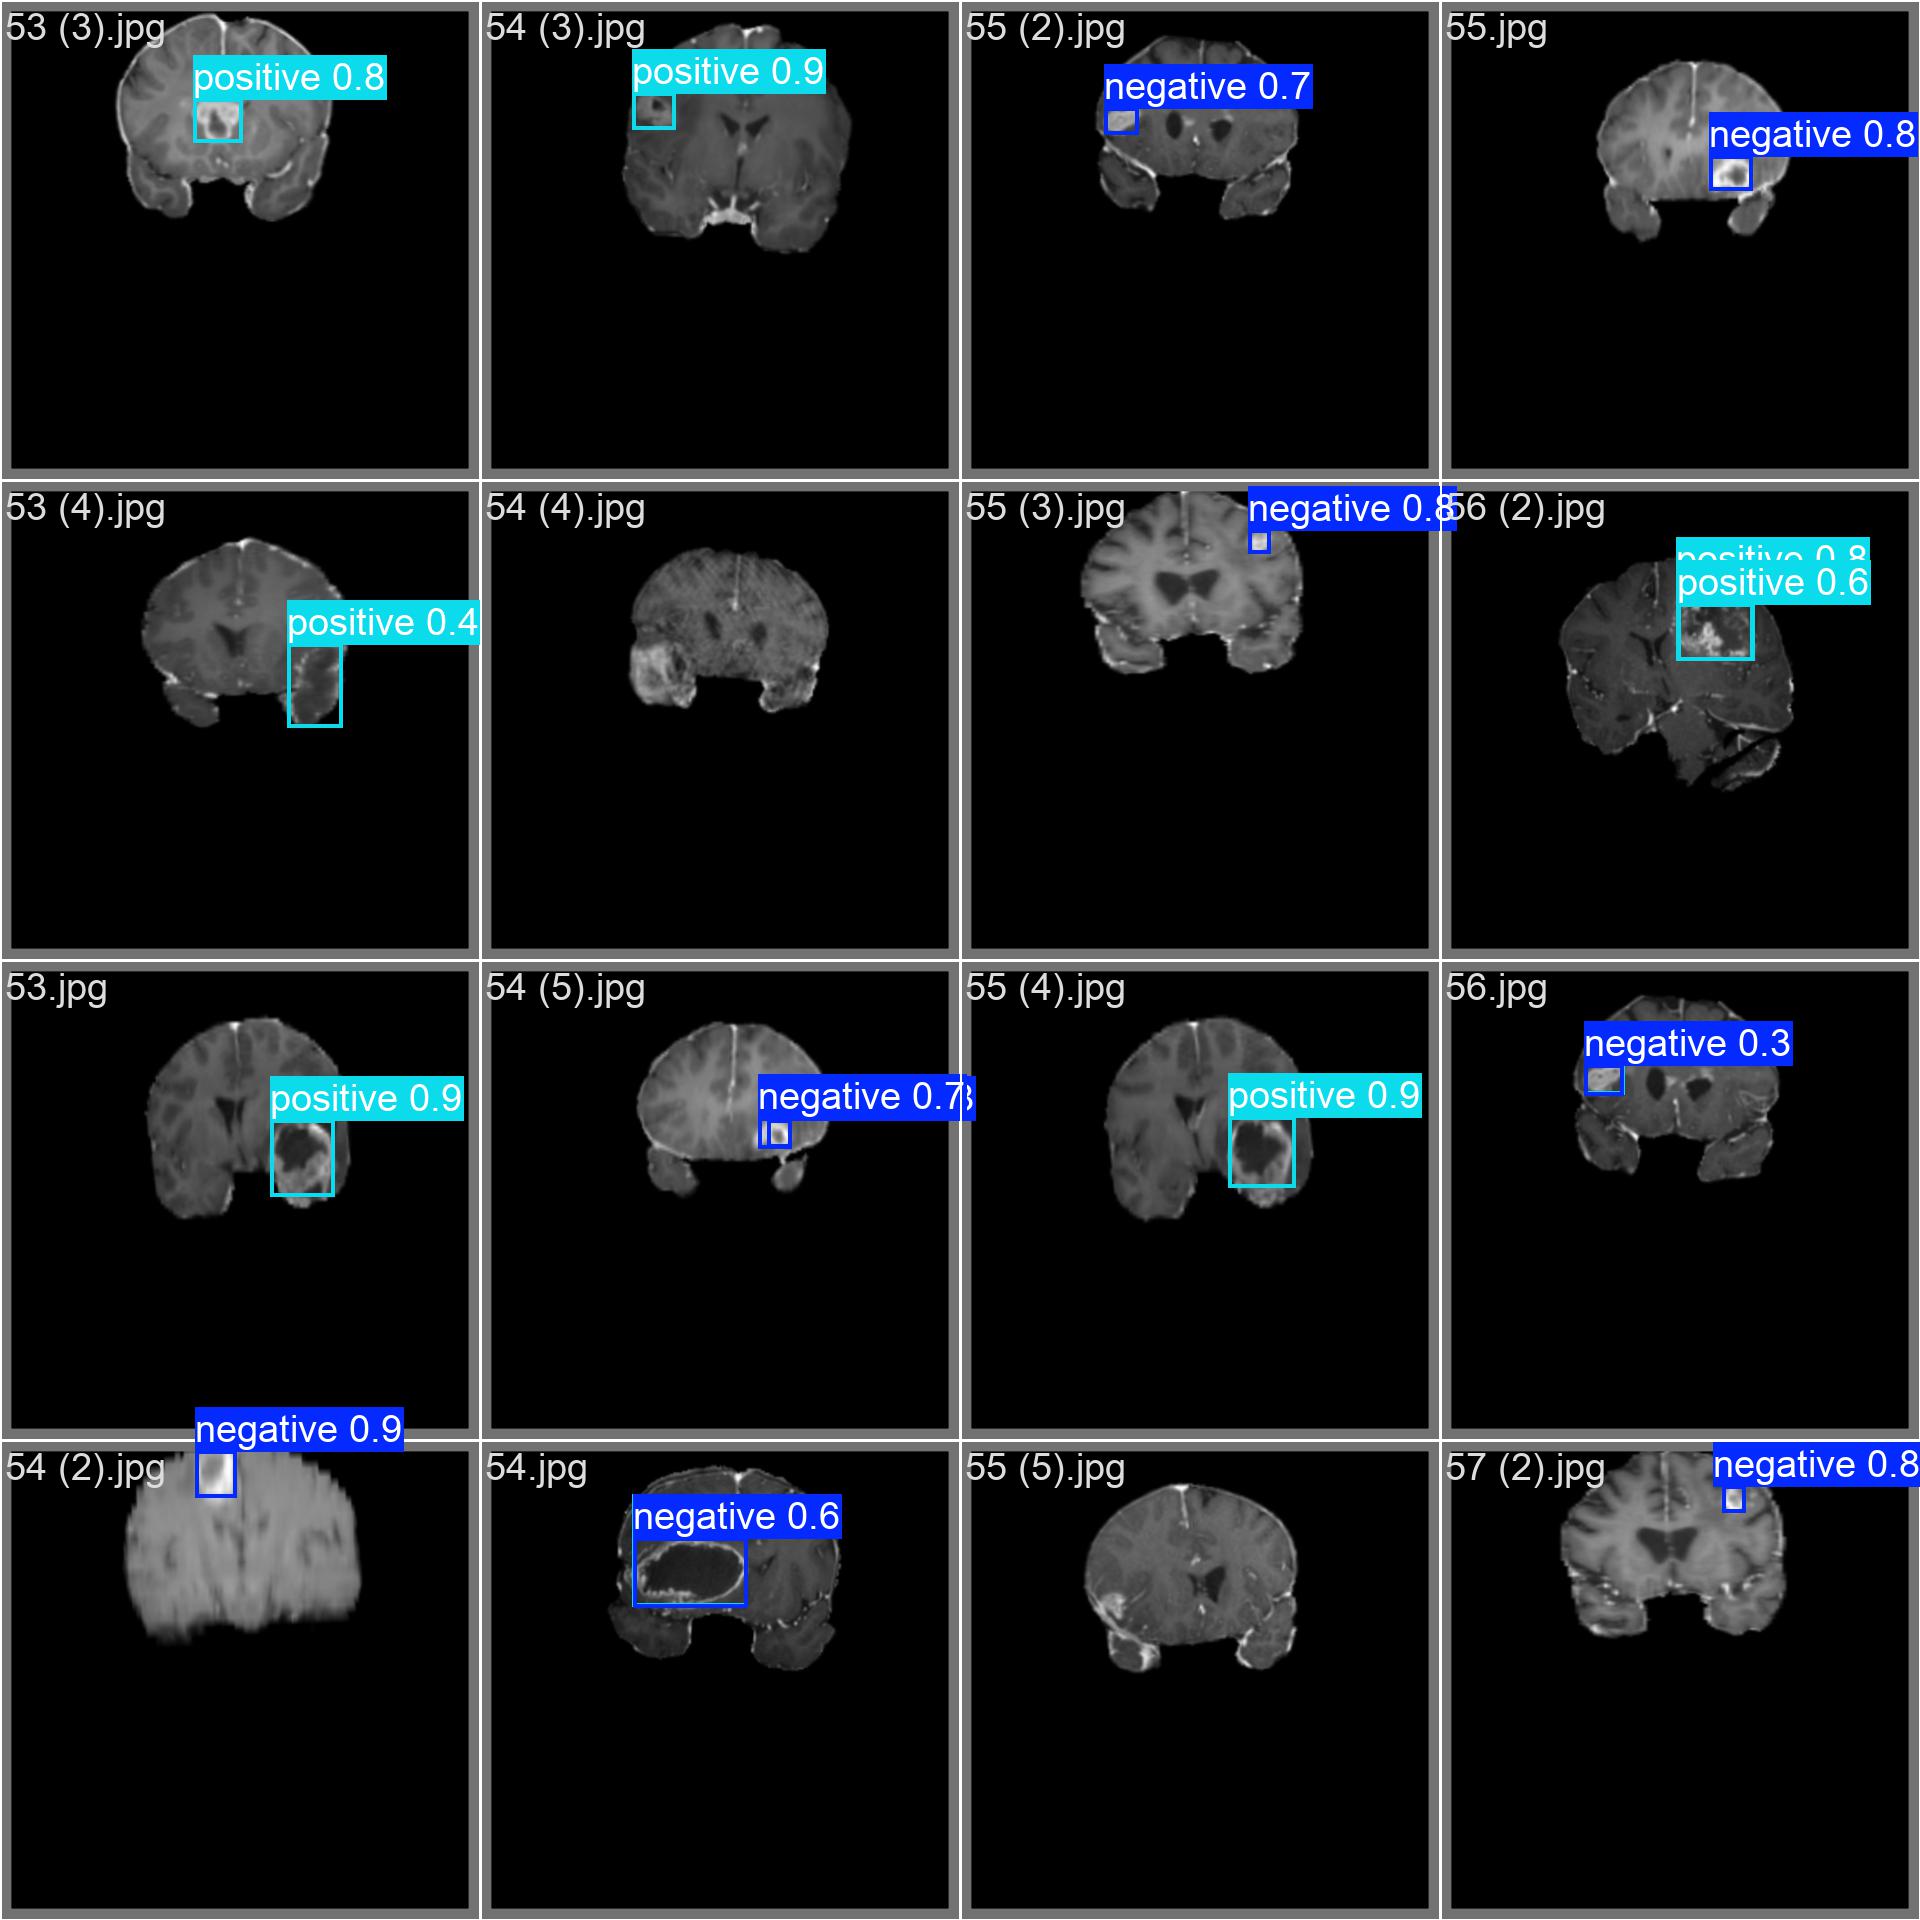 53 (3).jpg
positive 0.8
54 (3).jpg
positive 0.9
55 (2).jpg
negative 0.7
55.jpg
negative 0.8
53 (4).jpg
positive 0.4
54 (4).jpg
55 (3).jpg
negative 0.8
56 (2).jpg
positive 0.8
positive 0.6
53.jpg
positive 0.9
54 (5).jpg
negative 0.7
55 (4).jpg
positive 0.9
56.jpg
negative 0.3
54 (2).jpg
negative 0.9
54.jpg
negative 0.6
55 (5).jpg
57 (2).jpg
negative 0.8